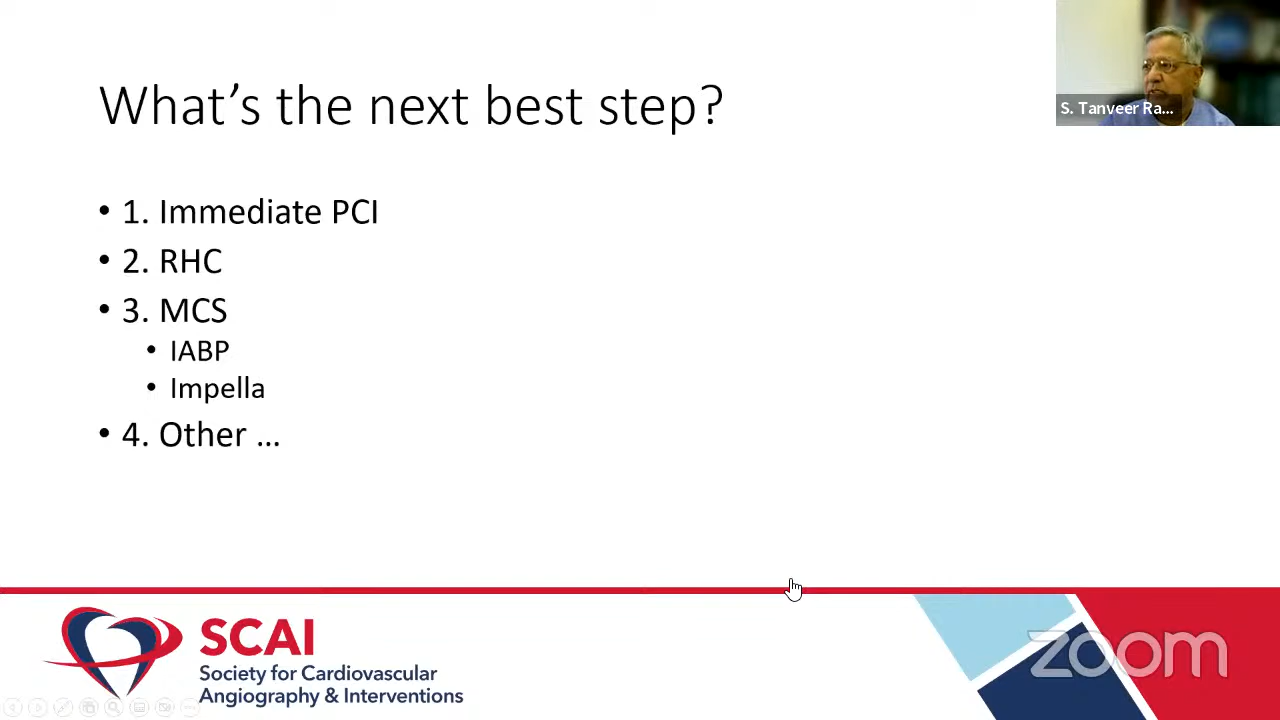 What's the next best step?
S. Tanveer Ra...
• 1. Immediate PCI
• 2. RHC
• 3. MCS
• IABP
• Impella
• 4. Other ...
SCAI
Society for Cardiovascular
Angiography & Interventions
zoom